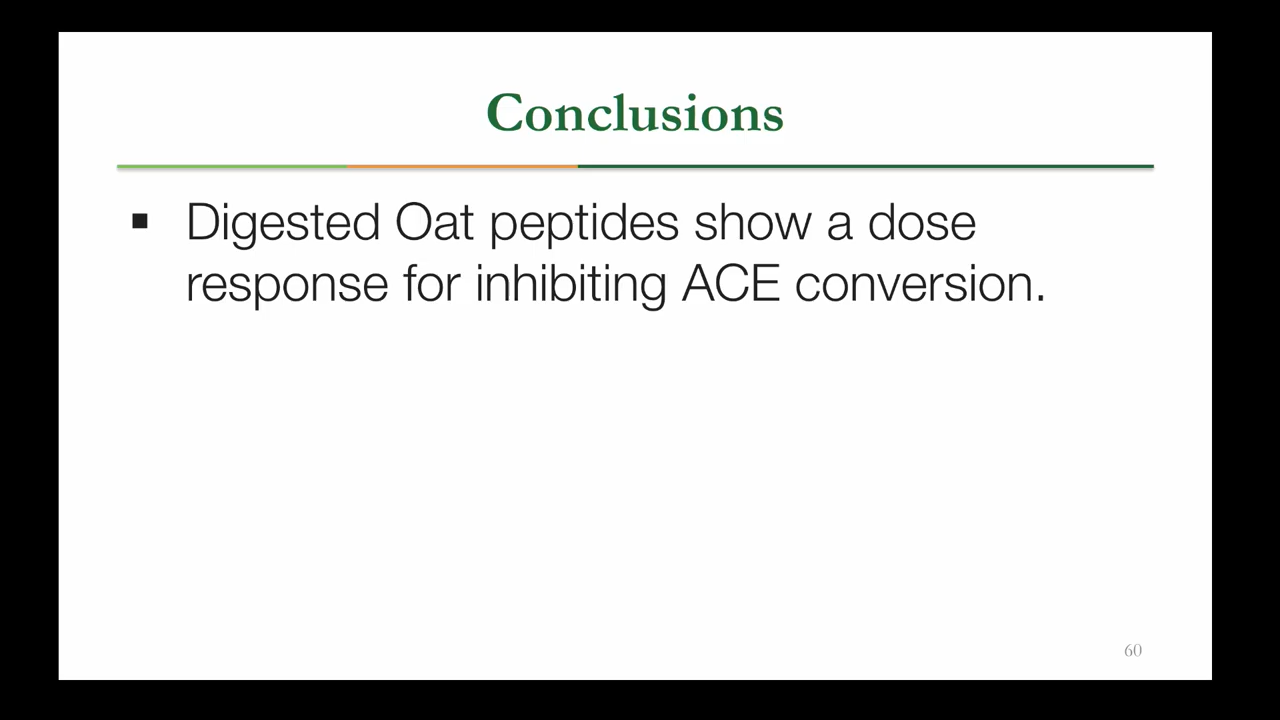 Conclusions
▪ Digested Oat peptides show a dose
response for inhibiting ACE conversion.
60